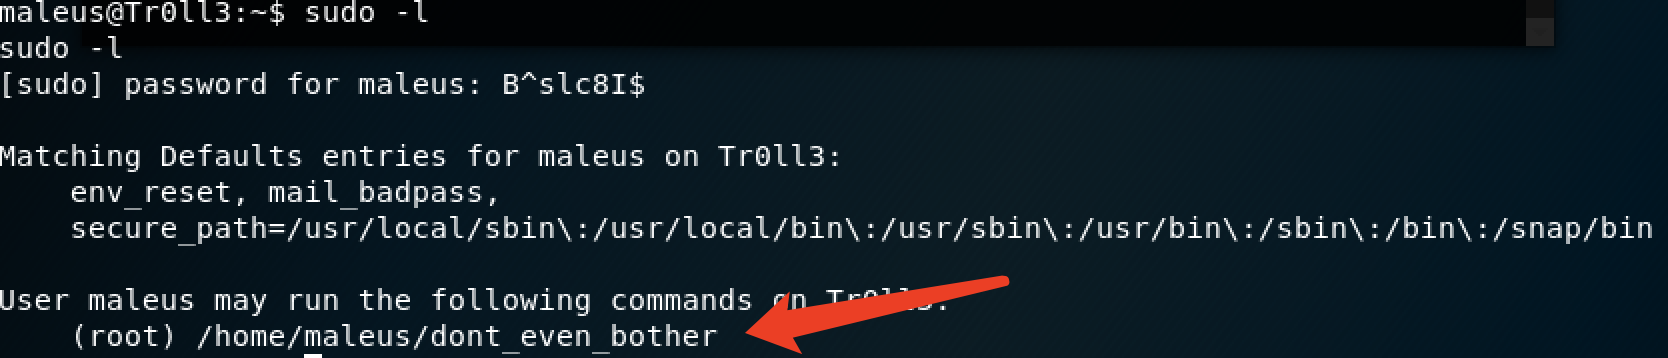 maleus@Tr0ll3:~$ sudo -l
sudo -l
[sudo] password for maleus: B^slc8I$
Matching Defaults entries for maleus on Tr0ll3:
env_reset, mail_badpass,
secure_path=/usr/local/sbin\:/usr/local/bin\:/usr/sbin\:/usr/bin\:/sbin\:/bin\:/snap/bin
User maleus may run the following commands on Tr0ll3:
(root) /home/maleus/dont_even_bother